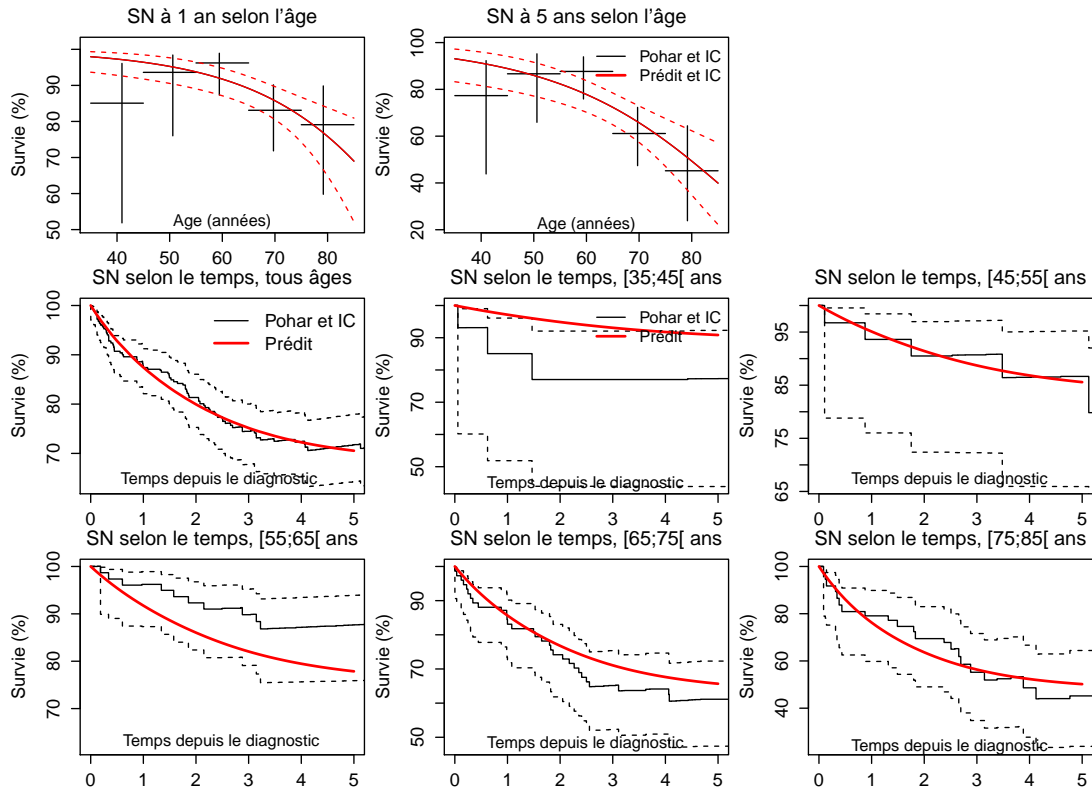 SN à 1 an selon l'âge
Survie (%)
50 60 70 80 90
Age (années)
40 50 60 70 80
SN à 5 ans selon l'âge
Survie (%)
20 40 60 80 100
Pohar et IC
Prédit et IC
Age (années)
40 50 60 70 80
SN selon le temps, tous âges
Survie (%)
70 80 90 100
Pohar et IC
Prédit
Temps depuis le diagnostic
0 1 2 3 4 5
SN selon le temps, [35;45[ ans
Survie (%)
50 70 90
Pohar et IC
Prédit
Temps depuis le diagnostic
0 1 2 3 4 5
SN selon le temps, [45;55[ ans
Survie (%)
65 75 85 95
Temps depuis le diagnostic
0 1 2 3 4 5
SN selon le temps, [55;65[ ans
Survie (%)
70 80 90 100
Temps depuis le diagnostic
0 1 2 3 4 5
SN selon le temps, [65;75[ ans
Survie (%)
50 70 90
Temps depuis le diagnostic
0 1 2 3 4 5
SN selon le temps, [75;85[ ans
Survie (%)
40 60 80 100
Temps depuis le diagnostic
0 1 2 3 4 5